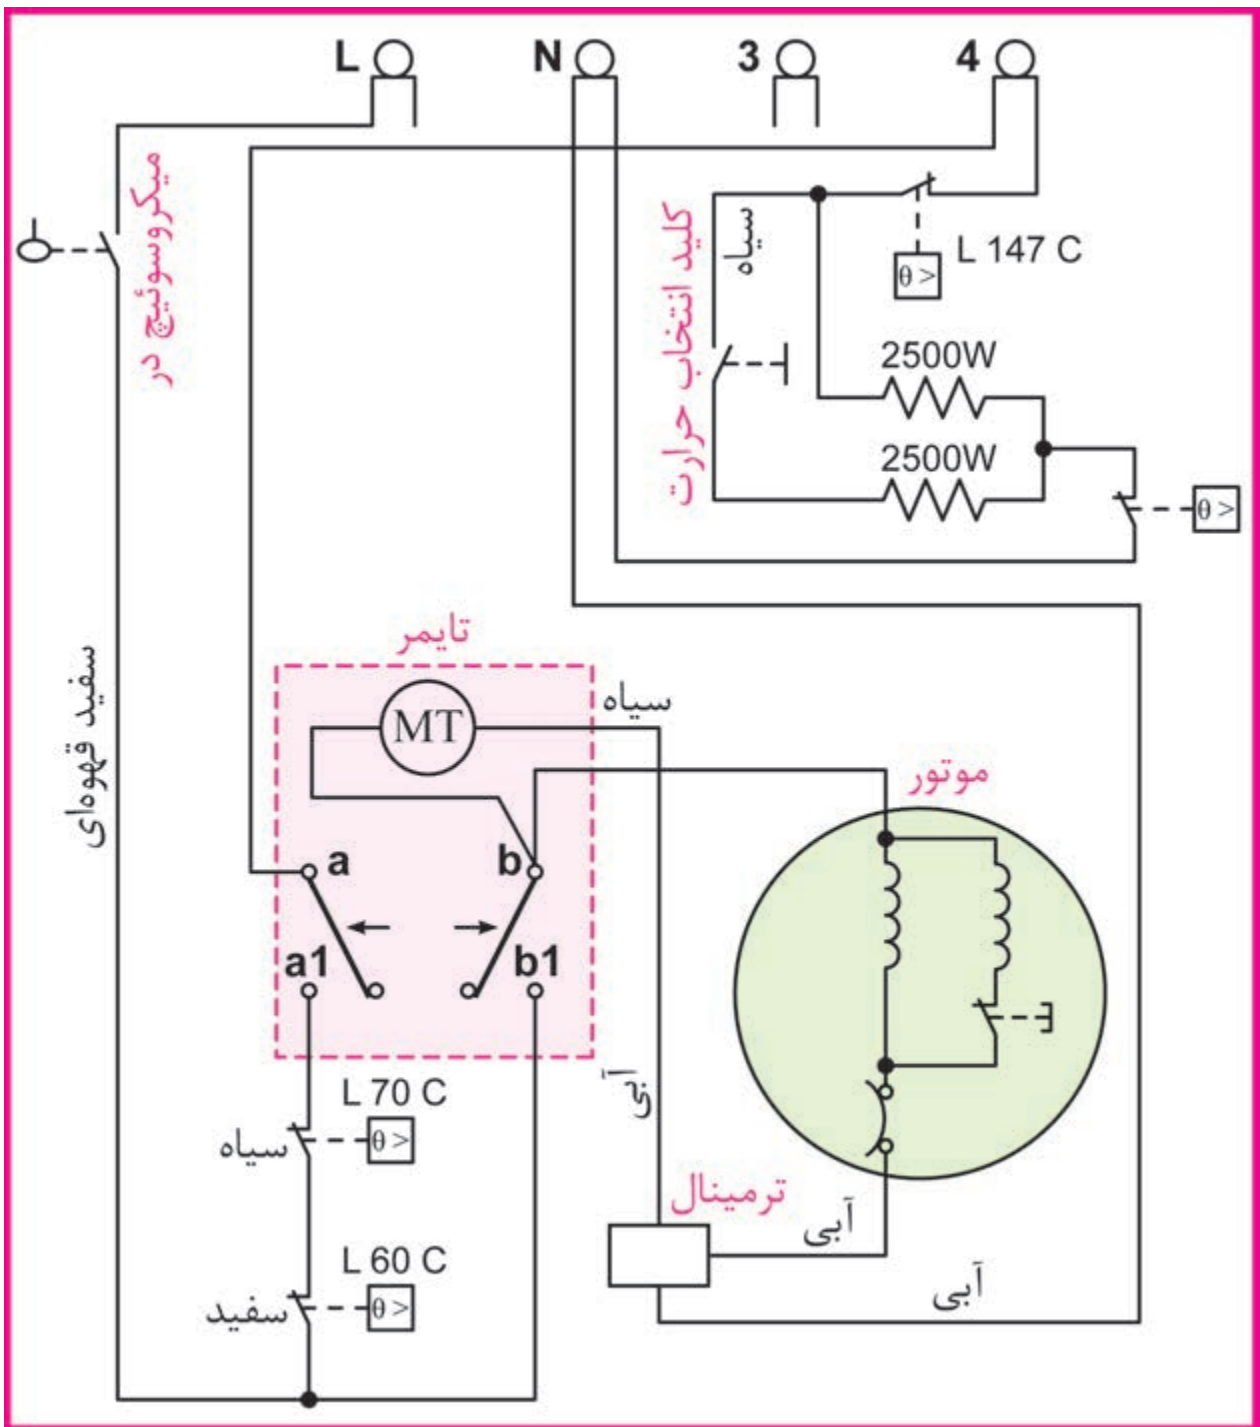 L
N
3
4
میکروسوئیچ در
سیاه
کلید انتخاب حرارت
L 147 C
θ >
2500W
2500W
θ >
سفید قهوه‌ای
تایمر
MT
سیاه
موتور
a
b
a1
b1
L 70 C
θ >
سیاه
آبی
ترمینال
آبی
L 60 C
θ >
سفید
آبی